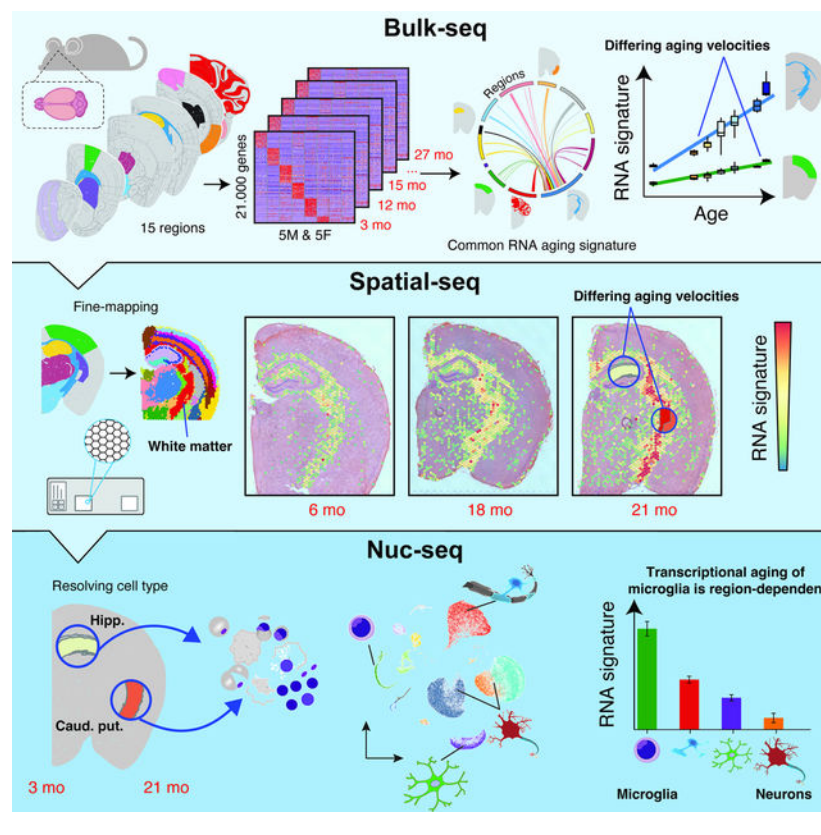 Bulk-seq
15 regions
21.000 genes
5M & 5F
3 mo
12 mo
15 mo
...
27 mo
Regions
Common RNA aging signature
Differing aging velocities
RNA signature
Age
Spatial-seq
Fine-mapping
White matter
6 mo
18 mo
21 mo
Differing aging velocities
RNA signature
Nuc-seq
Resolving cell type
Hipp.
Caud. put.
3 mo
21 mo
Transcriptional aging of
microglia is region-dependen
RNA signature
Microglia
Neurons